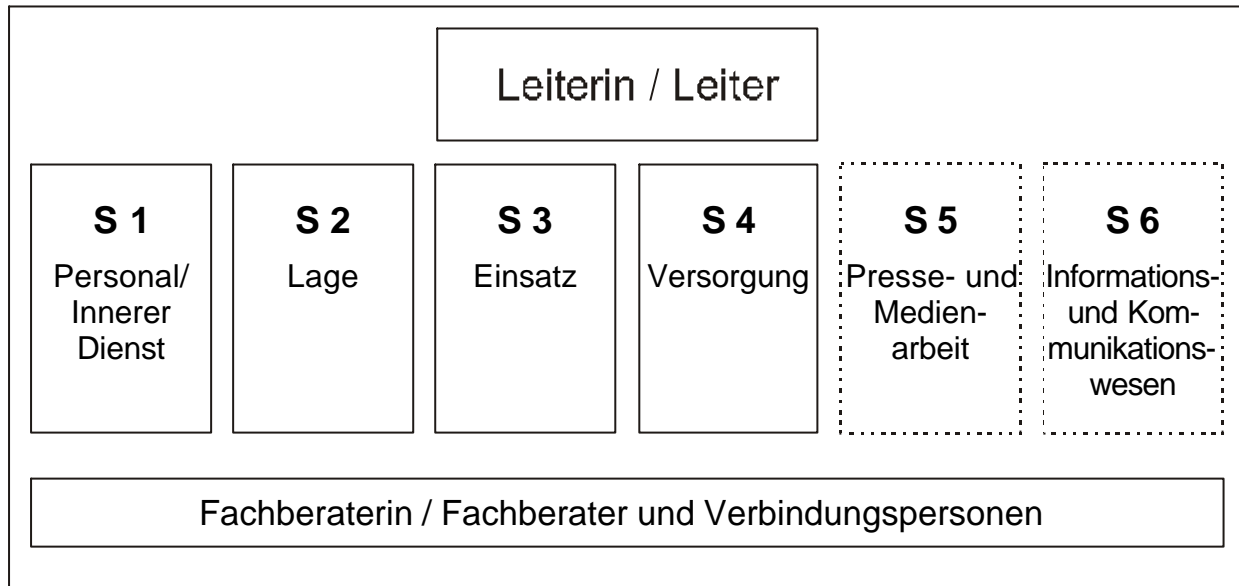 Leiterin / Leiter
S 1
Personal/
Innerer
Dienst
S 2
Lage
S 3
Einsatz
S 4
Versorgung
S 5
Presse- und
Medien-
arbeit
S 6
Informations-
und Kom-
munikations-
wesen
Fachberaterin / Fachberater und Verbindungspersonen